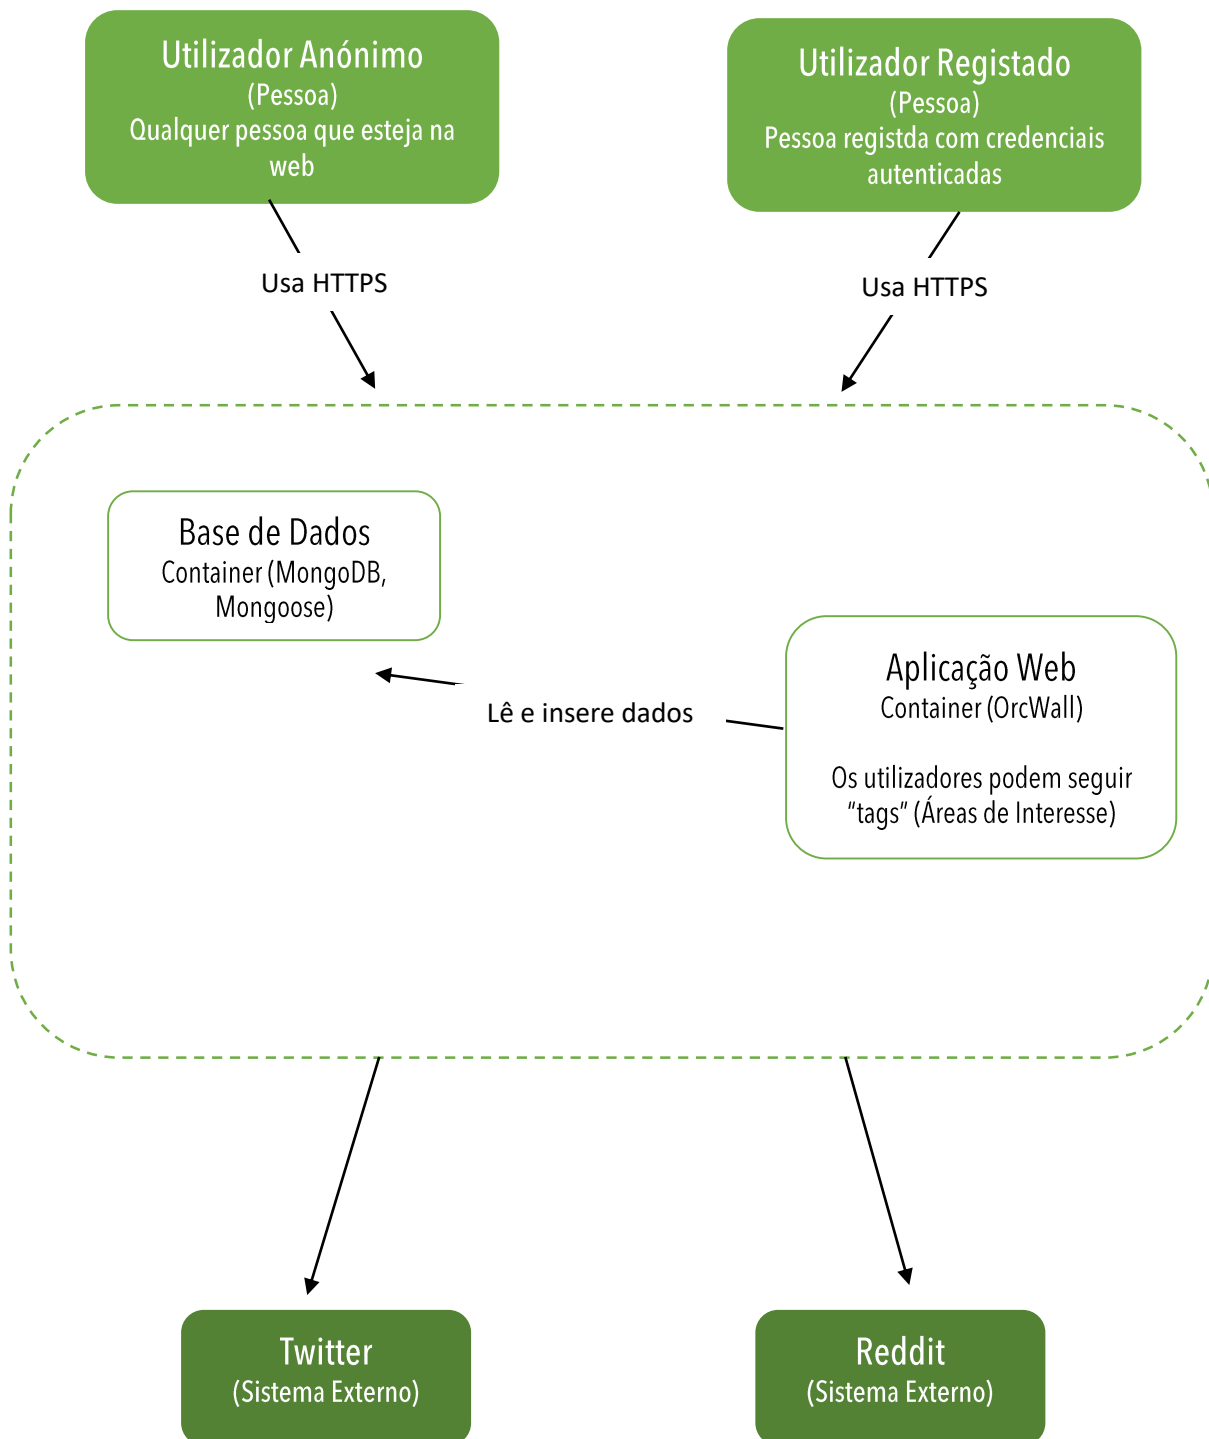 Utilizador Anónimo
(Pessoa)
Qualquer pessoa que esteja na
web
Utilizador Registado
(Pessoa)
Pessoa registda com credenciais
autenticadas
Usa HTTPS
Usa HTTPS
Base de Dados
Container (MongoDB,
Mongoose)
Aplicação Web
Container (OrcWall)
Os utilizadores podem seguir
“tags” (Áreas de Interesse)
Lê e insere dados
Twitter
(Sistema Externo)
Reddit
(Sistema Externo)